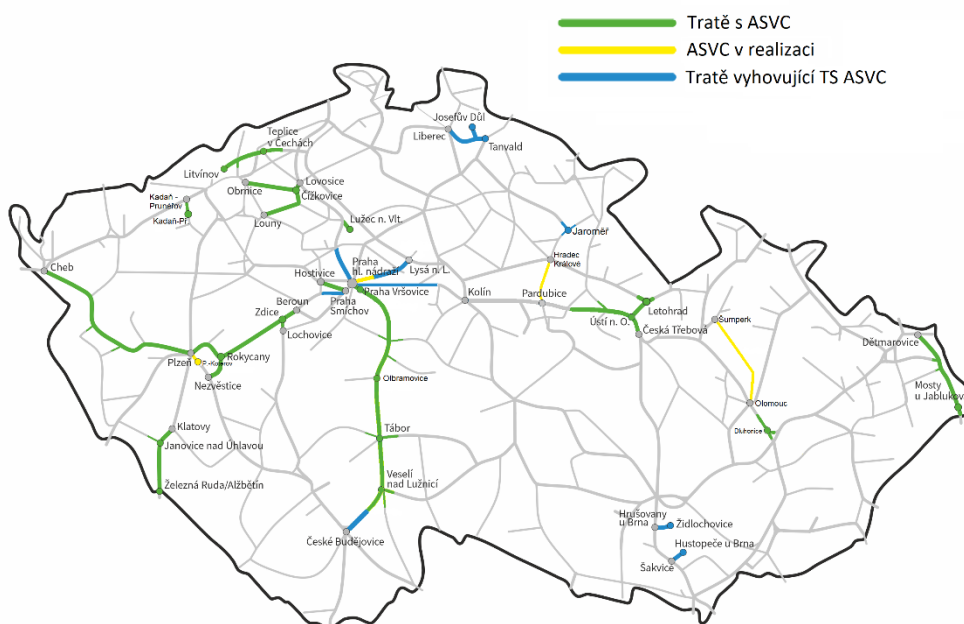 Tratě s ASVC
ASVC v realizaci
Tratě vyhovující TS ASVC
Josefův Důl
Liberec
Tanvald
Teplice
v Čechách
Litvínov
Lovosice
Obrnice
Čížkovice
Kadaň -
Prunéřov
Kadaň-Př.
Louny
Lužec n. Vlt.
Jaroměř
Cheb
Hostivice
Praha
hl. nádraží
Lysá n. L.
Hradec
Králové
Praha Vršovice
Beroun
Praha
Smíchov
Kolín
Pardubice
Zdice
Letohrad
Lochovice
Ústí n. O.
Česká Třebová
Šumperk
Dětmarovice
Plzeň
Rokycany
Nezvěstice
Olbramovice
Mosty
u Jablukov
Olomouc
Klatovy
Tábor
Dluhonice
Janovice nad Úhlavou
Železná Ruda/Alžbětín
Veselí
nad Lužnicí
Hrušovany
u Brna
Židlochovice
České Budějovice
Hustopeče u Brna
Šakvice